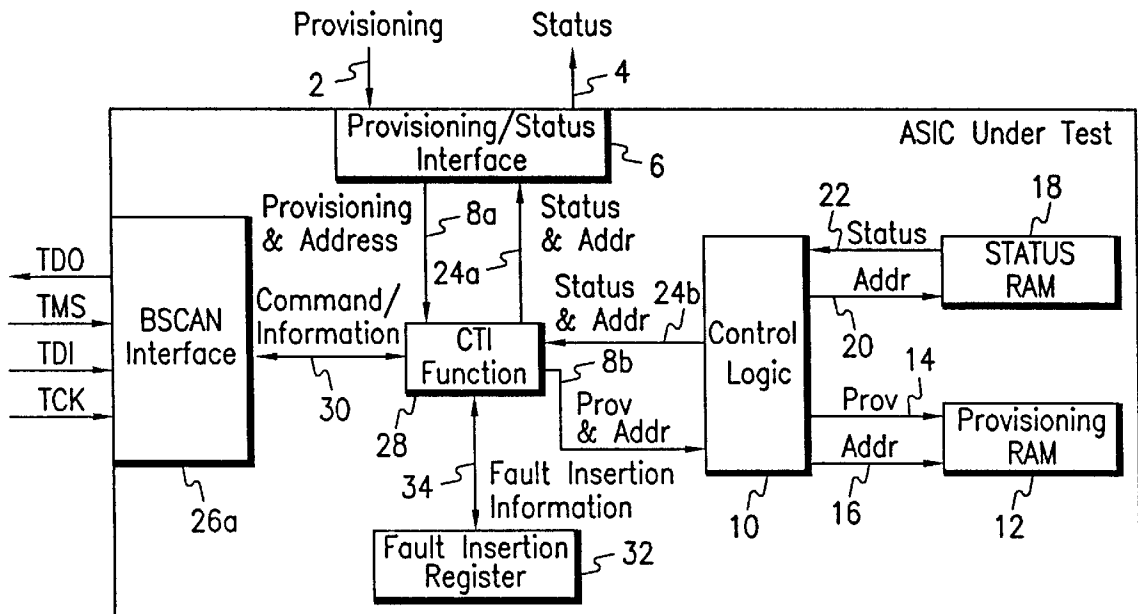 Provisioning
Status
2
4
Provisioning/Status
Interface
6
ASIC Under Test
Provisioning
& Address
8a
Status
& Addr
24a
22
Status
18
STATUS
RAM
Addr
20
TDO
TMS
TDI
TCK
BSCAN
Interface
26a
Command/
Information
30
CTI
Function
28
Status
& Addr
24b
8b
Prov
& Addr
Control
Logic
10
Prov
14
Addr
16
Provisioning
RAM
12
34
Fault Insertion
Information
Fault Insertion
Register
32